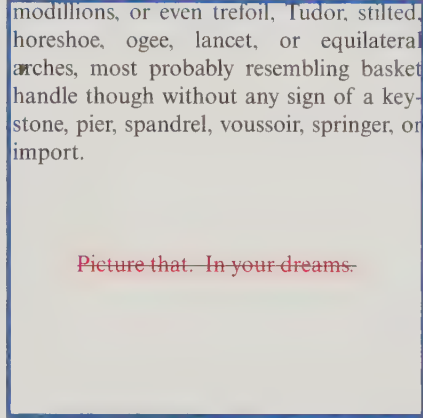 modillions, or even trefoil, Tudor, stilted,
horeshoe, ogee, lancet, or equilateral
arches, most probably resembling basket
handle though without any sign of a key-
stone, pier, spandrel, voussoir, springer, or
import.
Picture that. In your dreams.